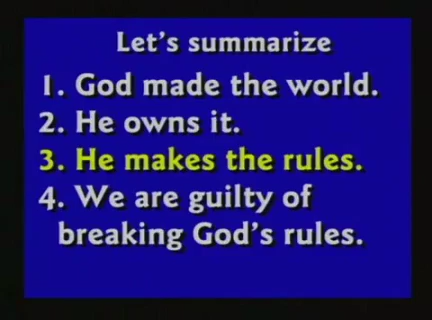 Let's summarize
1. God made the world.
2. He owns it.
3. He makes the rules.
4. We are guilty of
breaking God's rules.